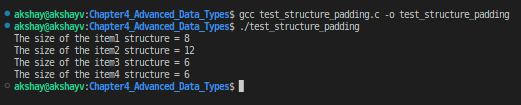 akshay@akshayv:Chapter4_Advanced_Data_Types$ gcc test_structure_padding.c -o test_structure_padding
akshay@akshayv:Chapter4_Advanced_Data_Types$ ./test_structure_padding
The size of the item1 structure = 8
The size of the item2 structure = 12
The size of the item3 structure = 6
The size of the item4 structure = 6
akshay@akshayv:Chapter4_Advanced_Data_Types$